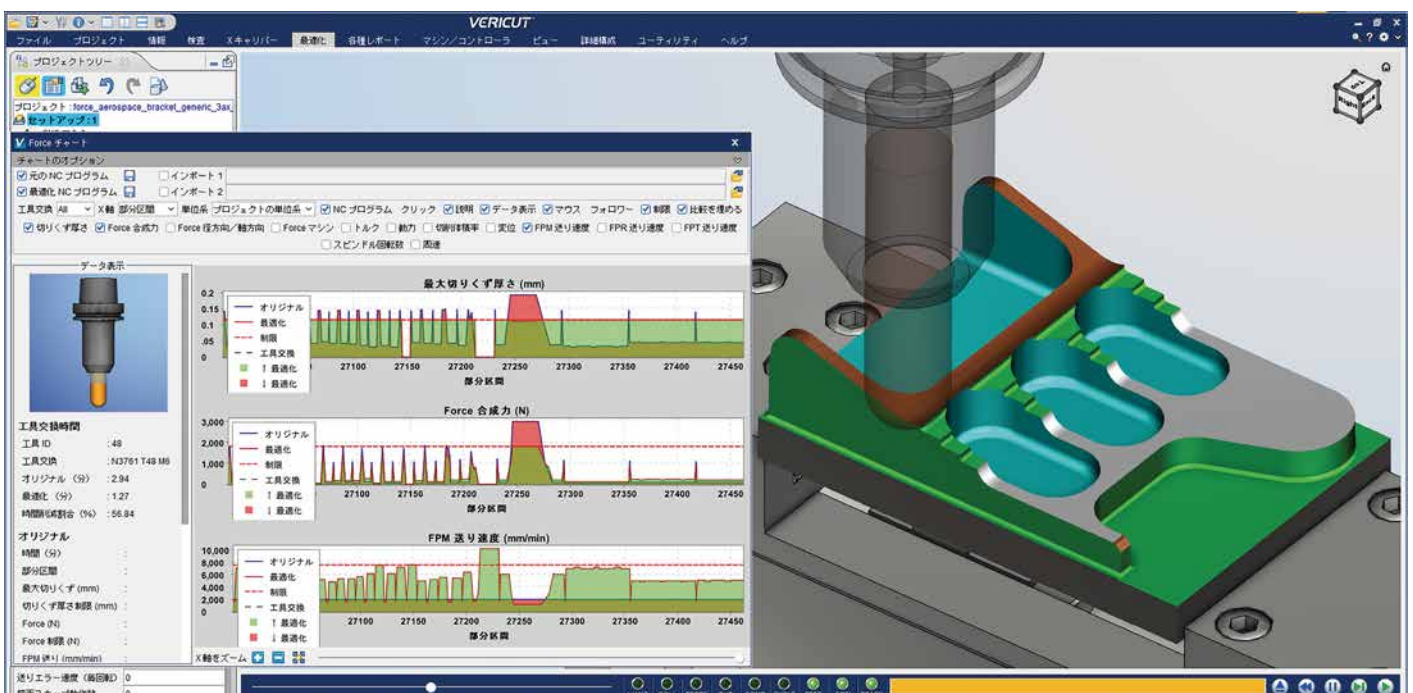 VERICUT
ファイル プロジェクト 情報 検査 Xキャリパー 最適化 各種レポート マシン/コントローラ ビュー 詳細構成 ユーティリティ ヘルプ
プロジェクトツリー
プロジェクト : force_aerospace_bracket_generic_3ax_
セットアップ : 1
Force チャート
チャートのオプション
元の NC プログラム インポート 1
最適化 NC プログラム インポート 2
工具交換 All X 軸 部分区間 単位系 プロジェクトの単位系 NC プログラム クリック 説明 データ表示 マウス フォロワー 制限 比較を埋める
切りくず厚さ Force 合成力 Force 径方向/軸方向 Force マシン トルク 動力 切削体積率 変位 FPM 送り速度 FPR 送り速度 FPT 送り速度
スピンドル回転数 周速
データ表示
工具交換時間
工具 ID : 48
工具交換 : N3761 T48 M6
オリジナル (分) : 2.94
最適化 (分) : 1.27
時間削減割合 (%) : 56.84
オリジナル
時間 (分) :
部分区間 :
最大切りくず (mm) :
切りくず厚さ制限 (mm) :
Force (N) :
Force 制限 (N) :
FPM 送り (mm/min) :
最大切りくず厚さ (mm)
0.2
0.15
0.1
.05
0
オリジナル
最適化
制限
工具交換
↑ 最適化
↓ 最適化
27100 27150 27200 27250 27300 27350 27400 27450
部分区間
Force 合成力 (N)
3,000
2,000
1,000
0
オリジナル
最適化
制限
工具交換
↑ 最適化
↓ 最適化
27100 27150 27200 27250 27300 27350 27400 27450
部分区間
FPM 送り速度 (mm/min)
10,000
8,000
6,000
4,000
2,000
0
オリジナル
最適化
制限
工具交換
↑ 最適化
↓ 最適化
27100 27150 27200 27250 27300 27350 27400 27450
部分区間
X 軸をズーム
送りエラー速度 (毎回転) 0
Right